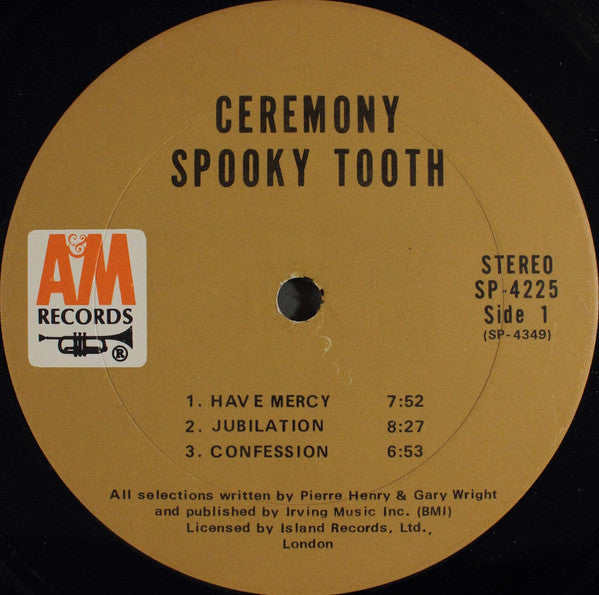 CEREMONY
SPOOKY TOOTH
A&M
RECORDS
®
STEREO
SP-4225
Side 1
(SP-4349)
1. HAVE MERCY 7:52
2. JUBILATION 8:27
3. CONFESSION 6:53
All selections written by Pierre Henry & Gary Wright
and published by Irving Music Inc. (BMI)
Licensed by Island Records, Ltd.,
London